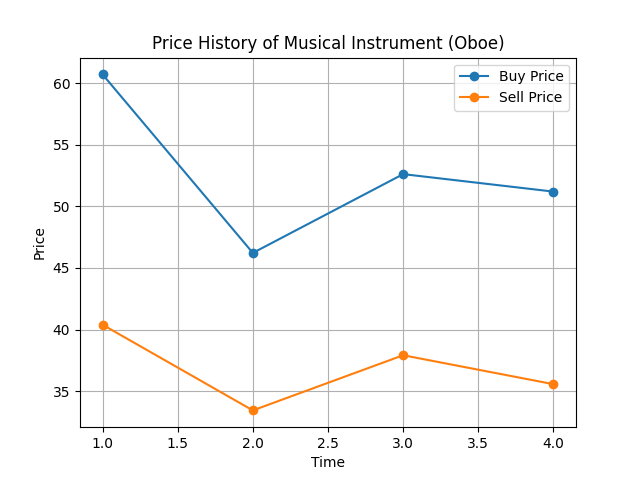 Price History of Musical Instrument (Oboe)
Buy Price
Sell Price
60
55
50
45
40
35
Price
1.0 1.5 2.0 2.5 3.0 3.5 4.0
Time